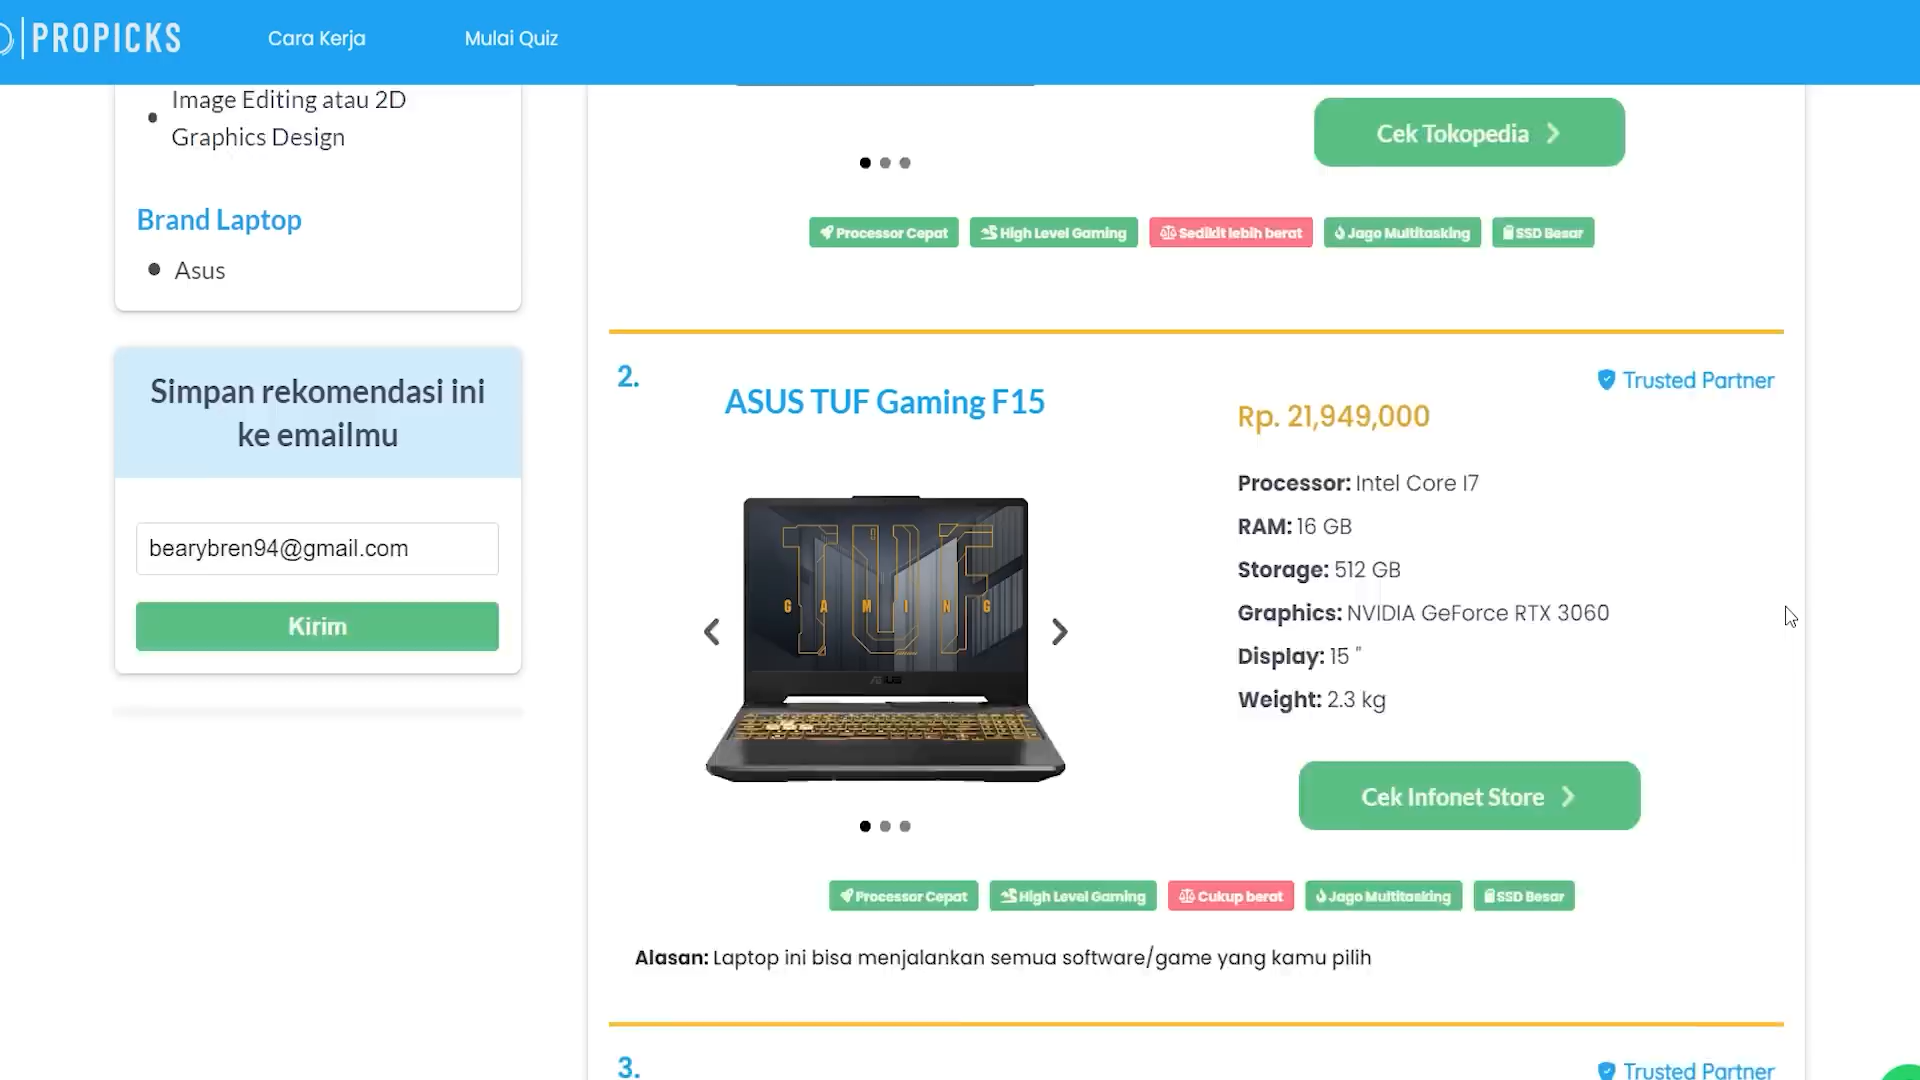 PROPICKS
Cara Kerja
Mulai Quiz
Image Editing atau 2D
Graphics Design
Brand Laptop
Asus
Simpan rekomendasi ini
ke emailmu
bearybren94@gmail.com
Kirim
Cek Tokopedia
Processor Cepat
High Level Gaming
Sedikit lebih berat
Jago Multitasking
SSD Besar
2.
ASUS TUF Gaming F15
Trusted Partner
Rp. 21,949,000
Processor: Intel Core I7
RAM: 16 GB
Storage: 512 GB
Graphics: NVIDIA GeForce RTX 3060
Display: 15 "
Weight: 2.3 kg
TUF
GAMING
ASUS
Cek Infonet Store
Processor Cepat
High Level Gaming
Cukup berat
Jago Multitasking
SSD Besar
Alasan: Laptop ini bisa menjalankan semua software/game yang kamu pilih
3.
Trusted Partner